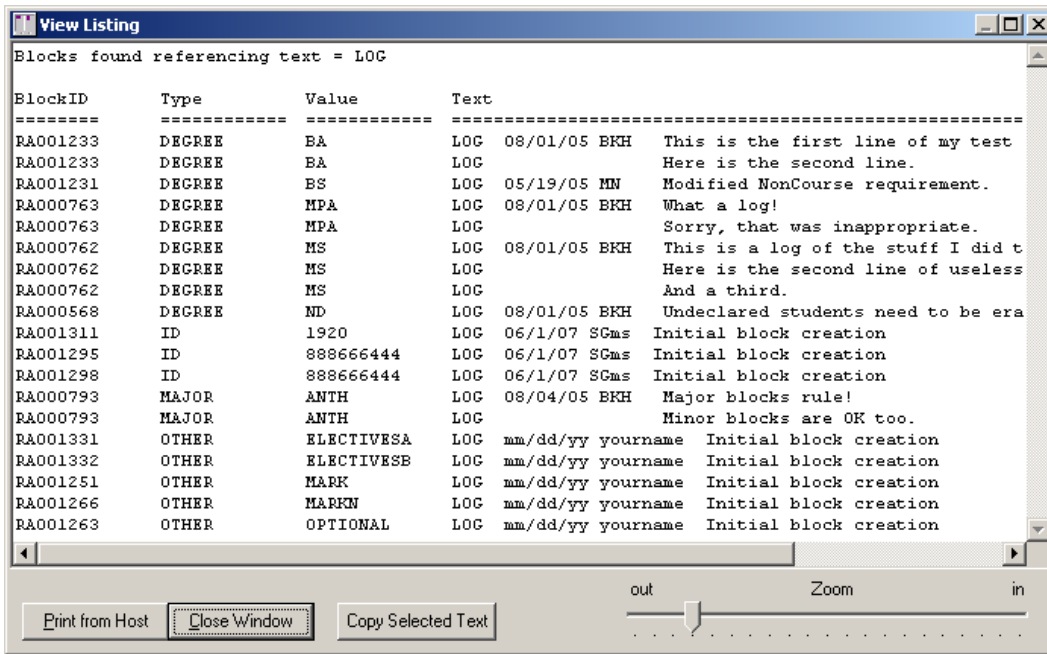 View Listing
Blocks found referencing text = LOG
BlockID Type Value Text
======== ============ ============ =======================================================
RA001233 DEGREE BA LOG 08/01/05 BKH This is the first line of my test
RA001233 DEGREE BA LOG Here is the second line.
RA001231 DEGREE BS LOG 05/19/05 MN Modified NonCourse requirement.
RA000763 DEGREE MPA LOG 08/01/05 BKH What a log!
RA000763 DEGREE MPA LOG Sorry, that was inappropriate.
RA000762 DEGREE MS LOG 08/01/05 BKH This is a log of the stuff I did t
RA000762 DEGREE MS LOG Here is the second line of useless
RA000762 DEGREE MS LOG And a third.
RA000568 DEGREE ND LOG 08/01/05 BKH Undeclared students need to be era
RA001311 ID 1920 LOG 06/1/07 SGms Initial block creation
RA001295 ID 888666444 LOG 06/1/07 SGms Initial block creation
RA001298 ID 888666444 LOG 06/1/07 SGms Initial block creation
RA000793 MAJOR ANTH LOG 08/04/05 BKH Major blocks rule!
RA000793 MAJOR ANTH LOG Minor blocks are OK too.
RA001331 OTHER ELECTIVESA LOG mm/dd/yy yourname Initial block creation
RA001332 OTHER ELECTIVESB LOG mm/dd/yy yourname Initial block creation
RA001251 OTHER MARK LOG mm/dd/yy yourname Initial block creation
RA001266 OTHER MARKN LOG mm/dd/yy yourname Initial block creation
RA001263 OTHER OPTIONAL LOG mm/dd/yy yourname Initial block creation
out Zoom in
Print from Host Close Window Copy Selected Text